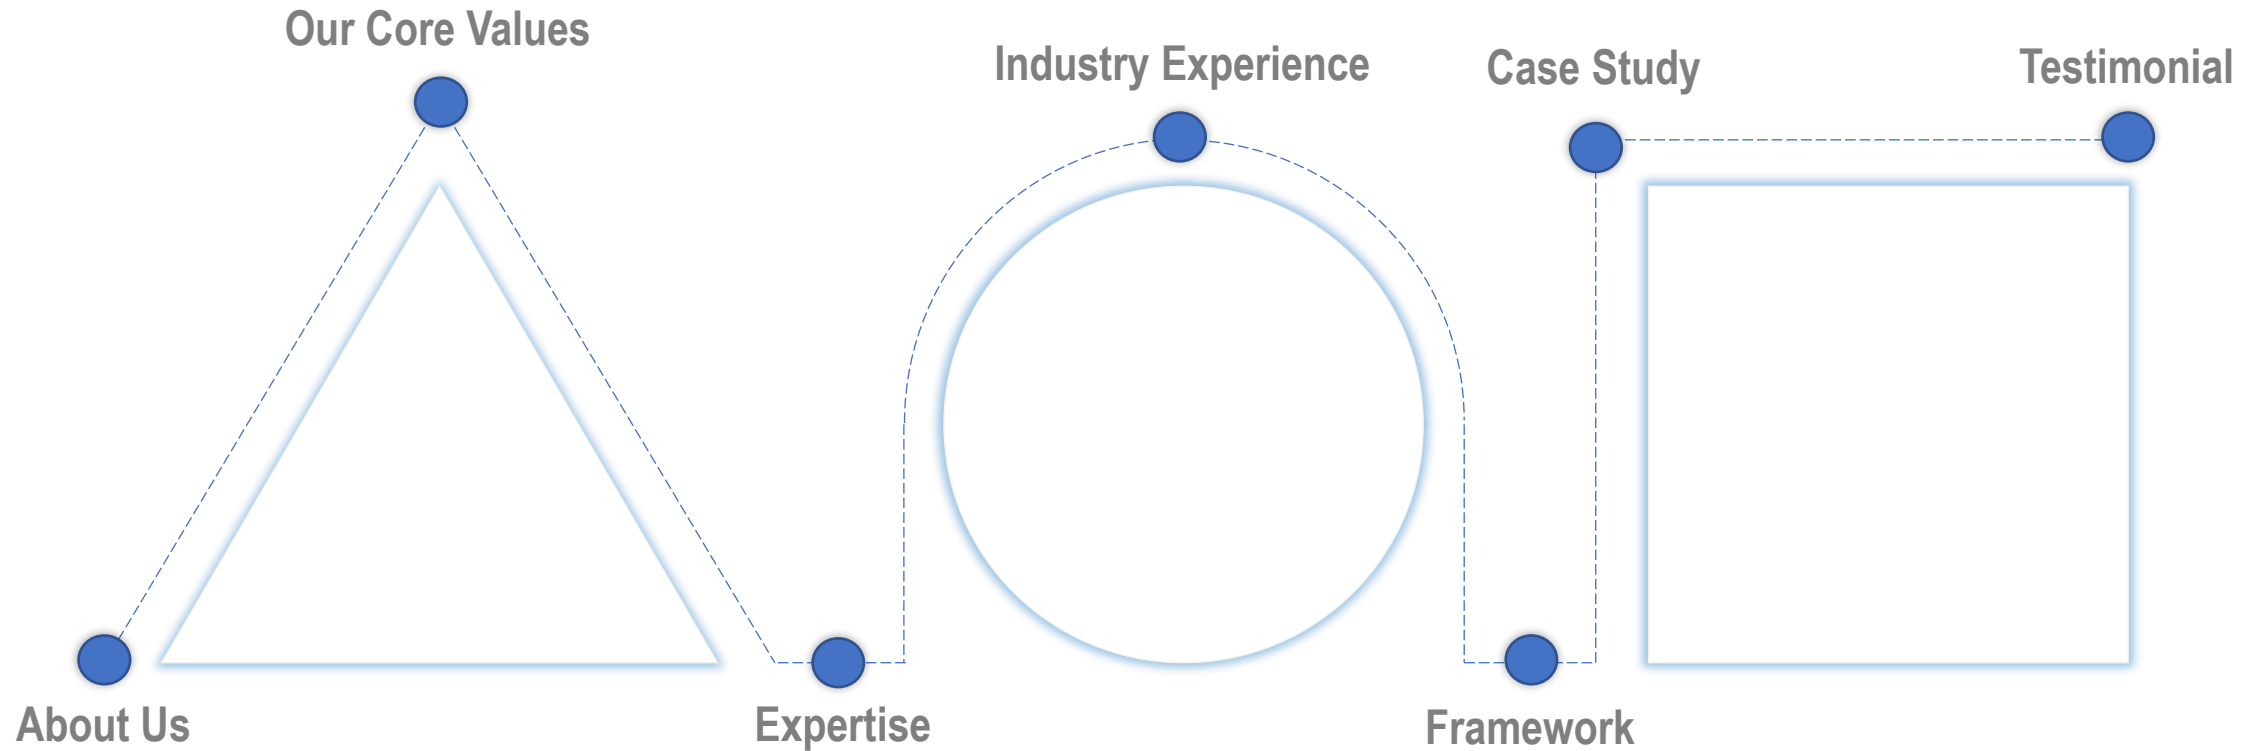 Our Core Values
Industry Experience
Case Study
Testimonial
About Us
Expertise
Framework